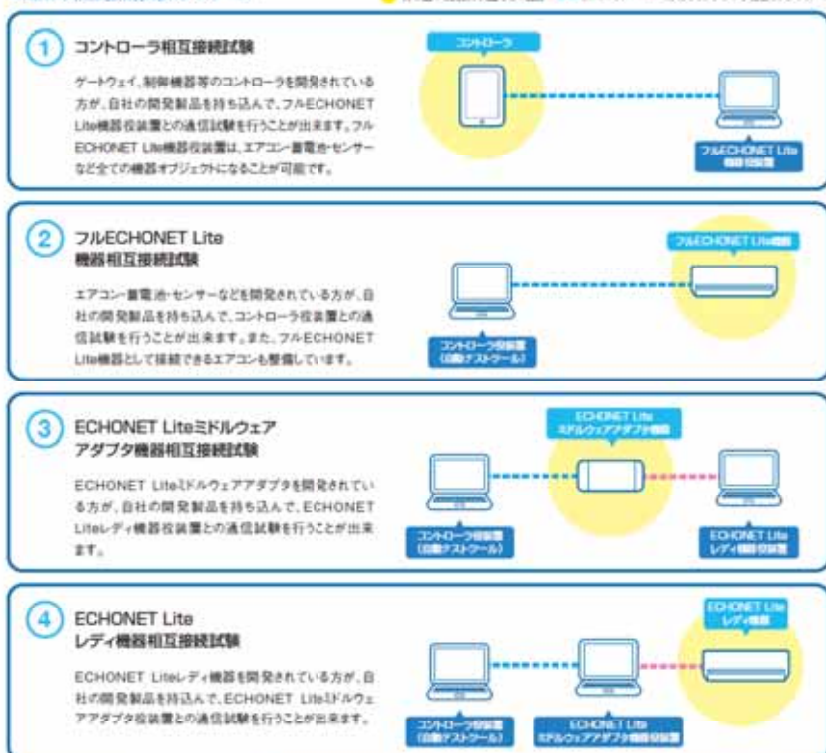 1
コントローラ相互接続試験
ゲートウェイ、制御機器等のコントローラを開発されている
方が、自社の開発製品を持ち込んで、フルECHONET
Lite機器役装置との通信試験を行うことが出来ます。フル
ECHONET Lite機器役装置は、エアコン・蓄電池・センサー
など全ての機器オブジェクトになることが可能です。
コントローラ
フルECHONET Lite
機器役装置
2
フルECHONET Lite
機器相互接続試験
エアコン・蓄電池・センサーなどを開発されている方が、自
社の開発製品を持ち込んで、コントローラ役装置との通
信試験を行うことが出来ます。また、フルECHONET
Lite機器として接続できるエアコンも整備しています。
フルECHONET Lite機器
コントローラ役装置
(自動テストツール)
3
ECHONET Liteミドルウェア
アダプタ機器相互接続試験
ECHONET Liteミドルウェアアダプタを開発されてい
る方が、自社の開発製品を持ち込んで、ECHONET
Liteレディ機器役装置との通信試験を行うことが出来
ます。
ECHONET Lite
ミドルウェアアダプタ機器
コントローラ役装置
(自動テストツール)
ECHONET Lite
レディ機器役装置
4
ECHONET Lite
レディ機器相互接続試験
ECHONET Liteレディ機器を開発されている方が、自
社の開発製品を持込んで、ECHONET Liteミドルウェ
アアダプタ役装置との通信試験を行うことが出来ます。
ECHONET Lite
レディ機器
コントローラ役装置
(自動テストツール)
ECHONET Lite
ミドルウェアアダプタ機器役装置